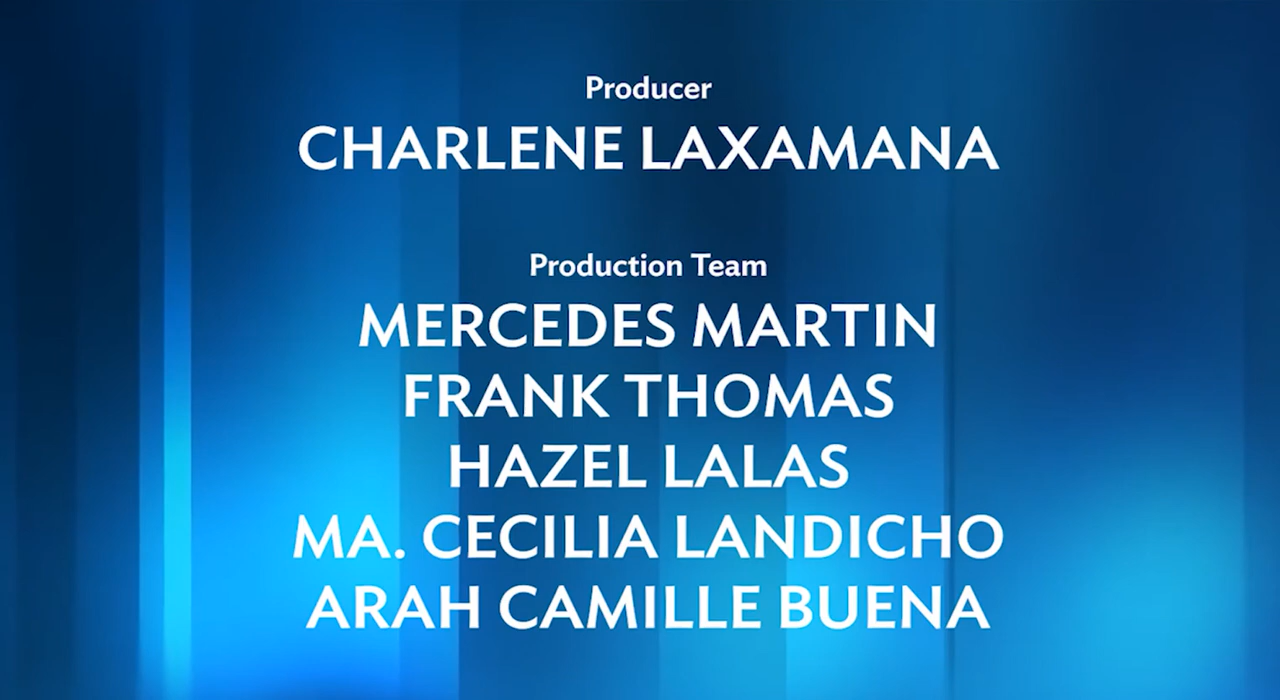 Producer
CHARLENE LAXAMANA
Production Team
MERCEDES MARTIN
FRANK THOMAS
HAZEL LALAS
MA. CECILIA LANDICHO
ARAH CAMILLE BUENA